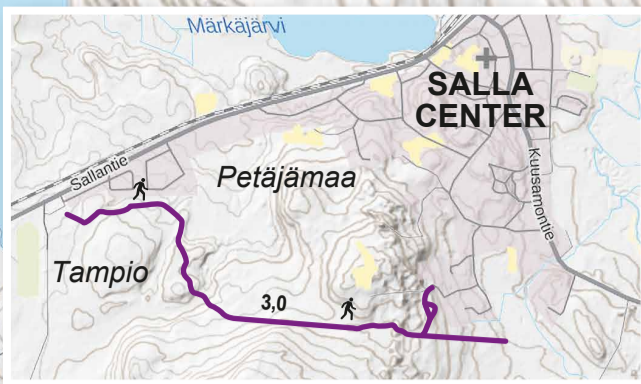 Märkäjärvi
SALLA
CENTER
Sallantie
Petäjämaa
Kuusamontie
Tampio
3,0